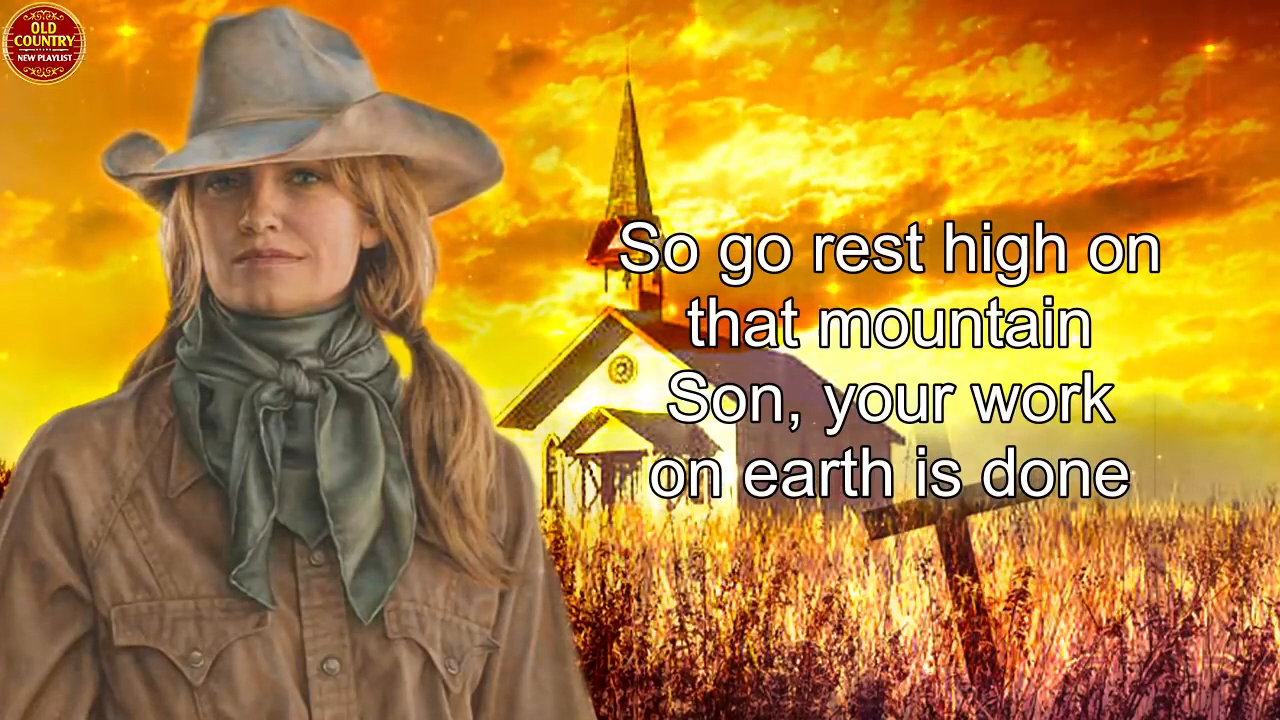 OLD
COUNTRY
NEW PLAYLIST
So go rest high on
that mountain
Son, your work
on earth is done